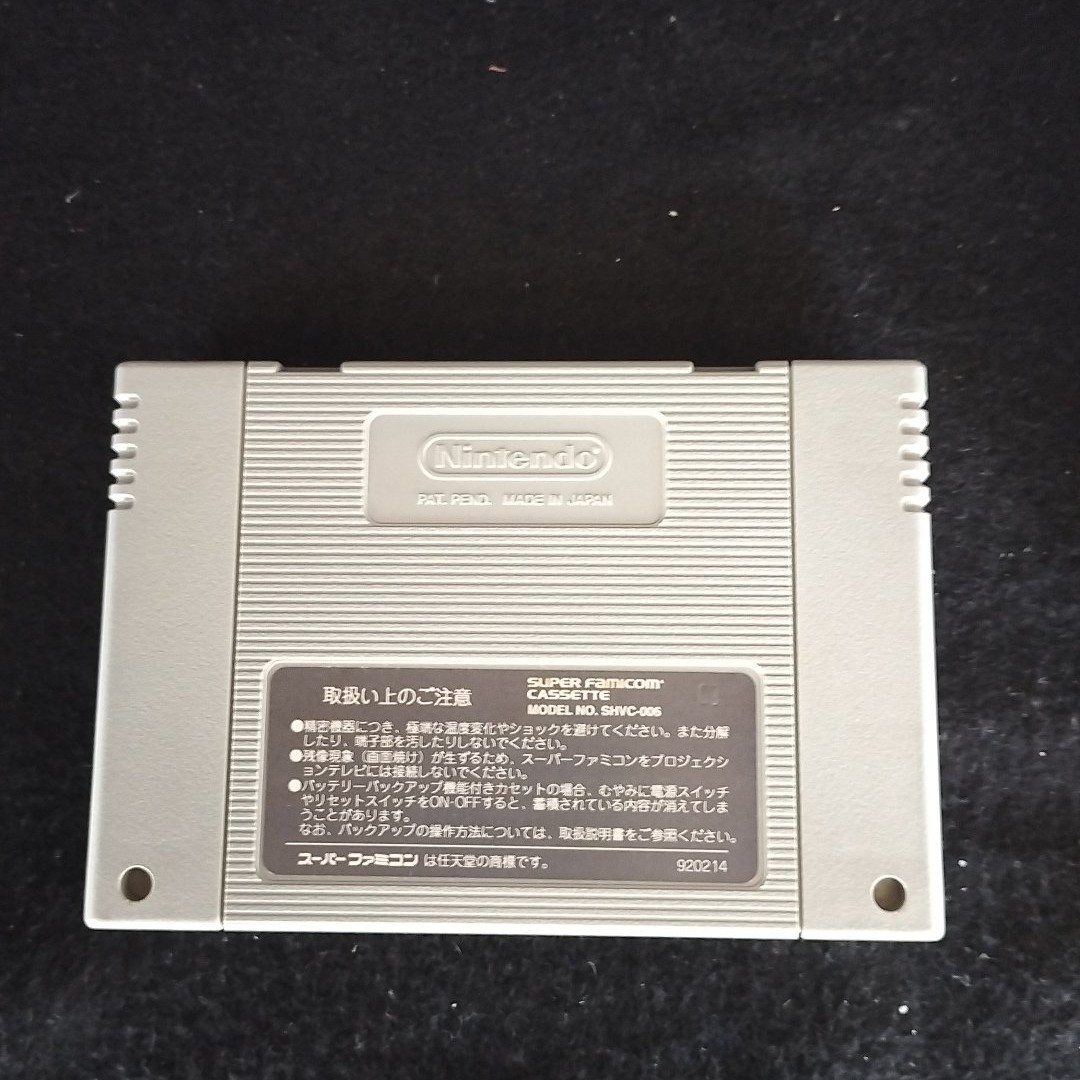 Nintendo
PAT. PEND. MADE IN JAPAN
取扱い上のご注意
SUPER FAMICOM
CASSETTE
MODEL NO. SHVC-006
●精密機器につき、極端な温度変化やショックを避けてください。また分解
したり、端子部を汚したりしないでください。
●残像現象（画面焼け）が生ずるため、スーパーファミコンをプロジェクシ
ョンテレビには接続しないでください。
●バッテリーバックアップ機能付きカセットの場合、むやみに電源スイッチ
やリセットスイッチをON・OFFすると、蓄積されている内容が消えてしま
うことがあります。
なお、バックアップの操作方法については、取扱説明書をご参照ください。
スーパーファミコンは任天堂の商標です。
920214